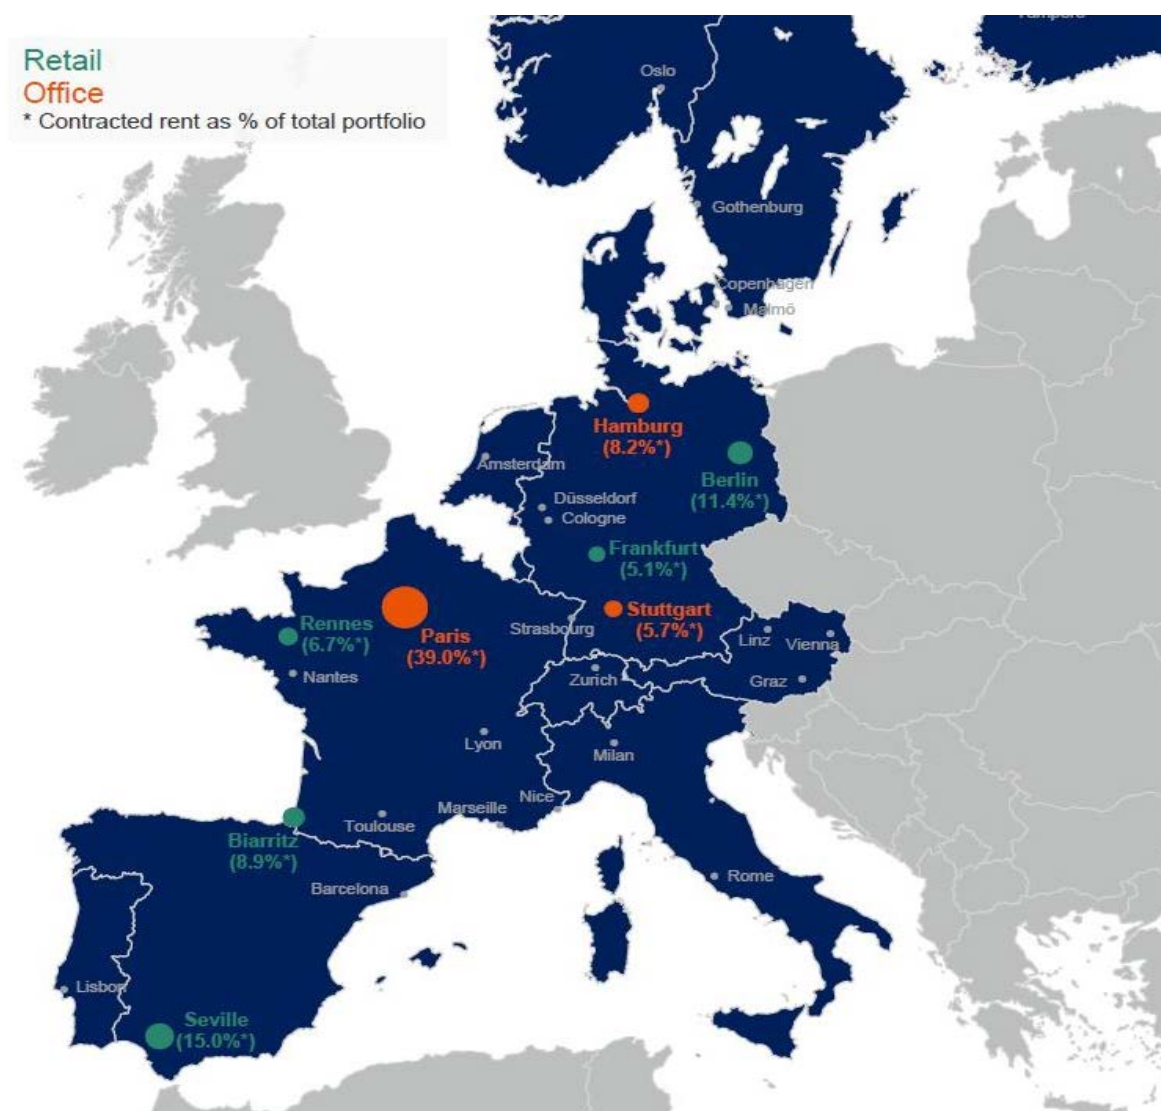 Retail
Office
* Contracted rent as % of total portfolio
Tampere
Oslo
Gothenburg
Copenhagen
Malmö
Hamburg
(8.2%*)
Berlin
(11.4%*)
Amsterdam
Düsseldorf
Cologne
Frankfurt
(5.1%*)
Rennes
(6.7%*)
Paris
(39.0%*)
Strasbourg
Stuttgart
(5.7%*)
Linz
Vienna
Nantes
Zurich
Graz
Lyon
Milan
Nice
Marseille
Toulouse
Biarritz
(8.9%*)
Barcelona
Rome
Lisbon
Seville
(15.0%*)